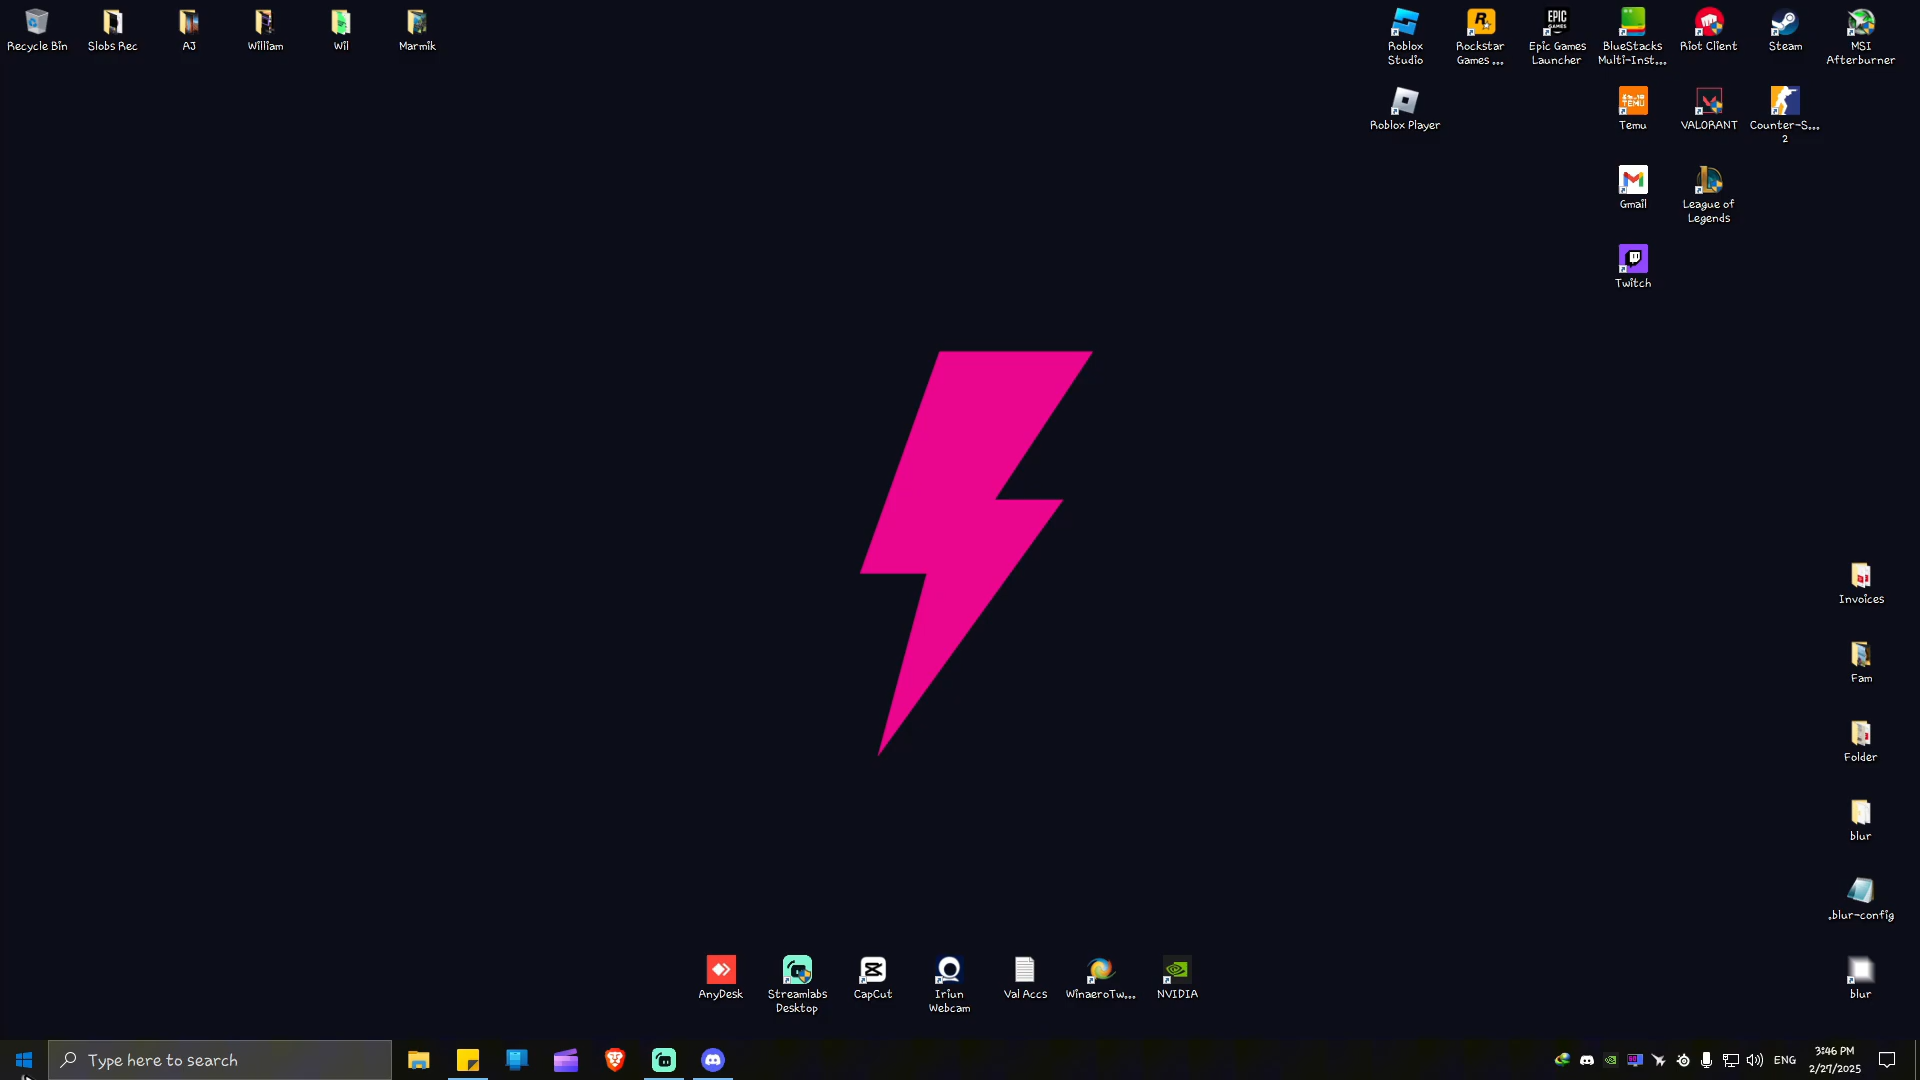 Recycle Bin
Slobs Rec
AJ
William
Wil
Marmik
Roblox
Studio
Rockstar
Games ...
EPIC
GAMES
Epic Games
Launcher
BlueStacks
Multi-Inst...
Riot Client
Steam
MSI
Afterburner
Roblox Player
TEMU
Temu
VALORANT
Counter-S...
2
Gmail
League of
Legends
Twitch
Invoices
Fam
Folder
blur
.blur-config
blur
AnyDesk
Streamlabs
Desktop
CapCut
Iriun
Webcam
Val Accs
WinaeroTw...
NVIDIA
Type here to search
ENG
3:46 PM
2/27/2025